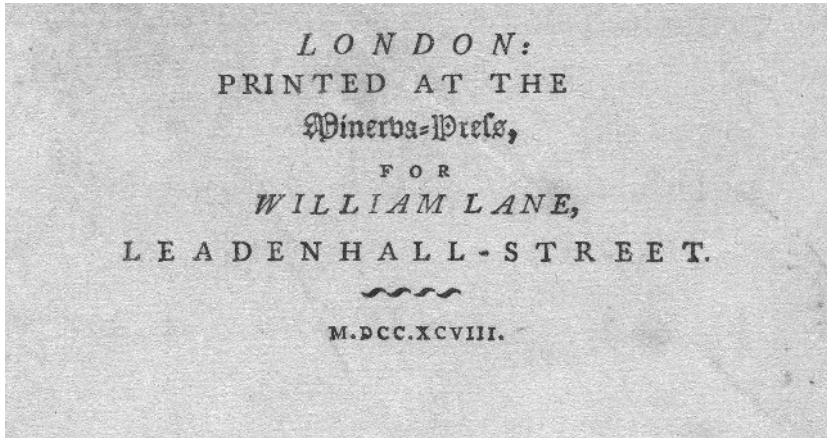 LONDON:
PRINTED AT THE
Minerva-Preſs,
FOR
WILLIAM LANE,
LEADENHALL-STREET.
M.DCC.XCVIII.